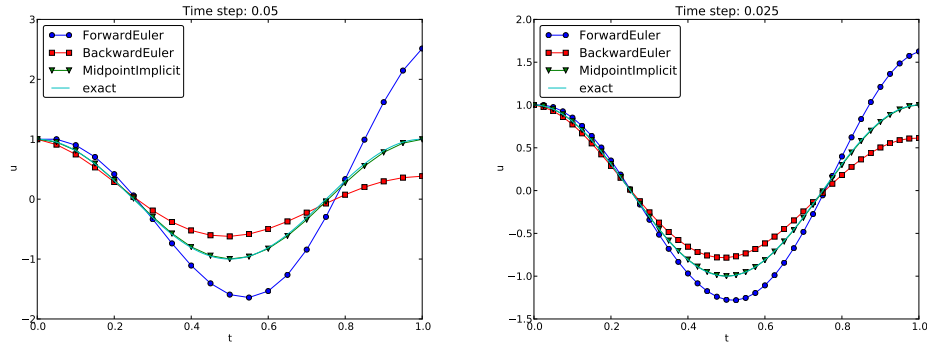 Time step: 0.05
3
2
1
0
−1
−2
u
0.0
0.2
0.4
0.6
0.8
1.0
t
ForwardEuler
BackwardEuler
MidpointImplicit
exact
Time step: 0.025
2.0
1.5
1.0
0.5
0.0
−0.5
−1.0
−1.5
u
0.0
0.2
0.4
0.6
0.8
1.0
t
ForwardEuler
BackwardEuler
MidpointImplicit
exact